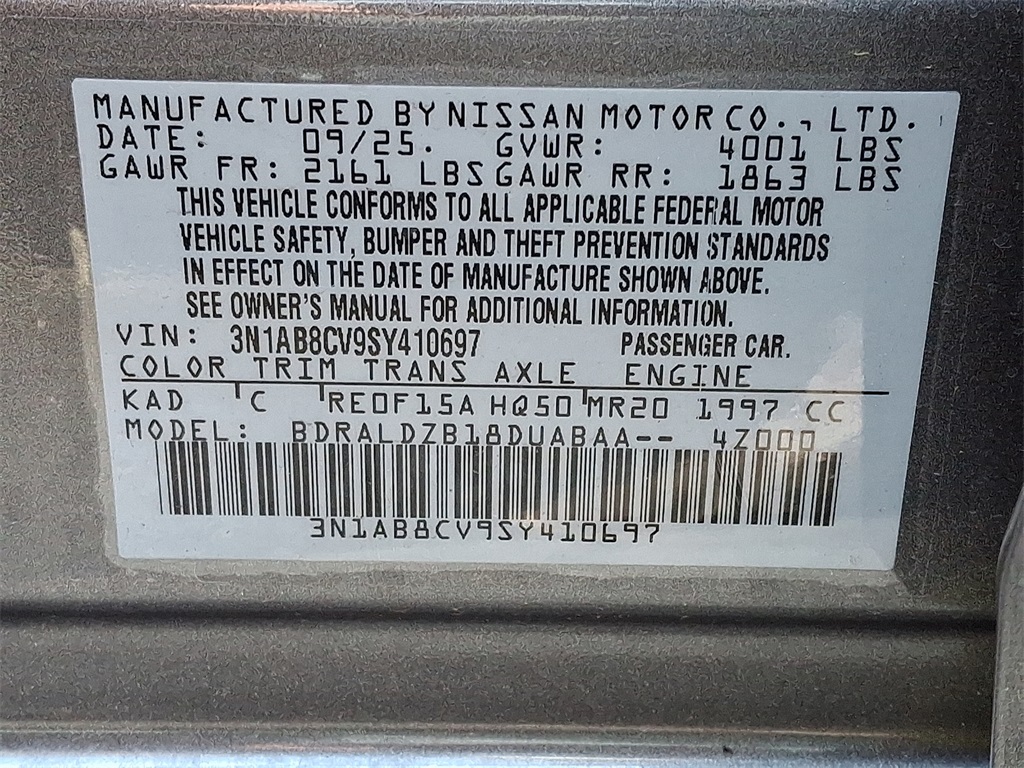 MANUFACTURED BY NISSAN MOTOR CO., LTD.
DATE: 09/25. GVWR: 4001 LBS
GAWR FR: 2161 LBS GAWR RR: 1863 LBS
THIS VEHICLE CONFORMS TO ALL APPLICABLE FEDERAL MOTOR
VEHICLE SAFETY, BUMPER AND THEFT PREVENTION STANDARDS
IN EFFECT ON THE DATE OF MANUFACTURE SHOWN ABOVE.
SEE OWNER'S MANUAL FOR ADDITIONAL INFORMATION.
VIN: 3N1AB8CV9SY410697 PASSENGER CAR.
COLOR TRIM TRANS AXLE ENGINE
KAD C RE0F15A HQ50 MR20 1997 CC
MODEL: BDRALDZB18DUABAA-- 4Z000
3N1AB8CV9SY410697